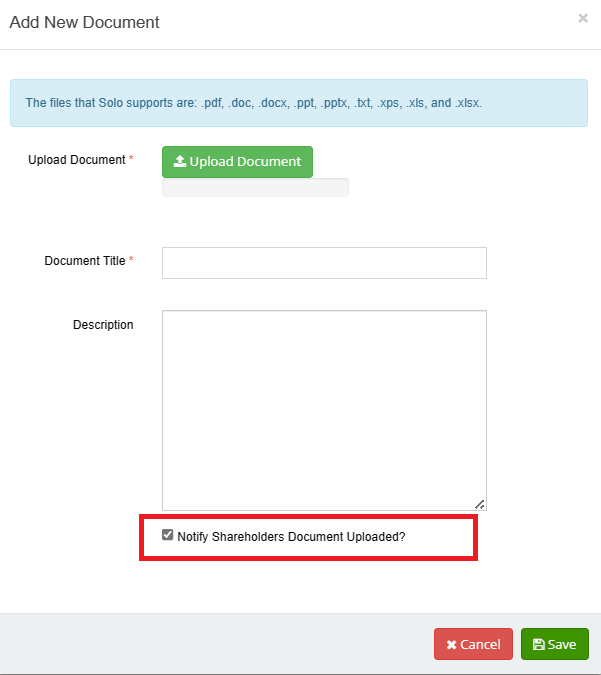 Add New Document
×
The files that Solo supports are: .pdf, .doc, .docx, .ppt, .pptx, .txt, .xps, .xls, and .xlsx.
Upload Document *
Upload Document
Document Title *
Description
Notify Shareholders Document Uploaded?
Cancel
Save